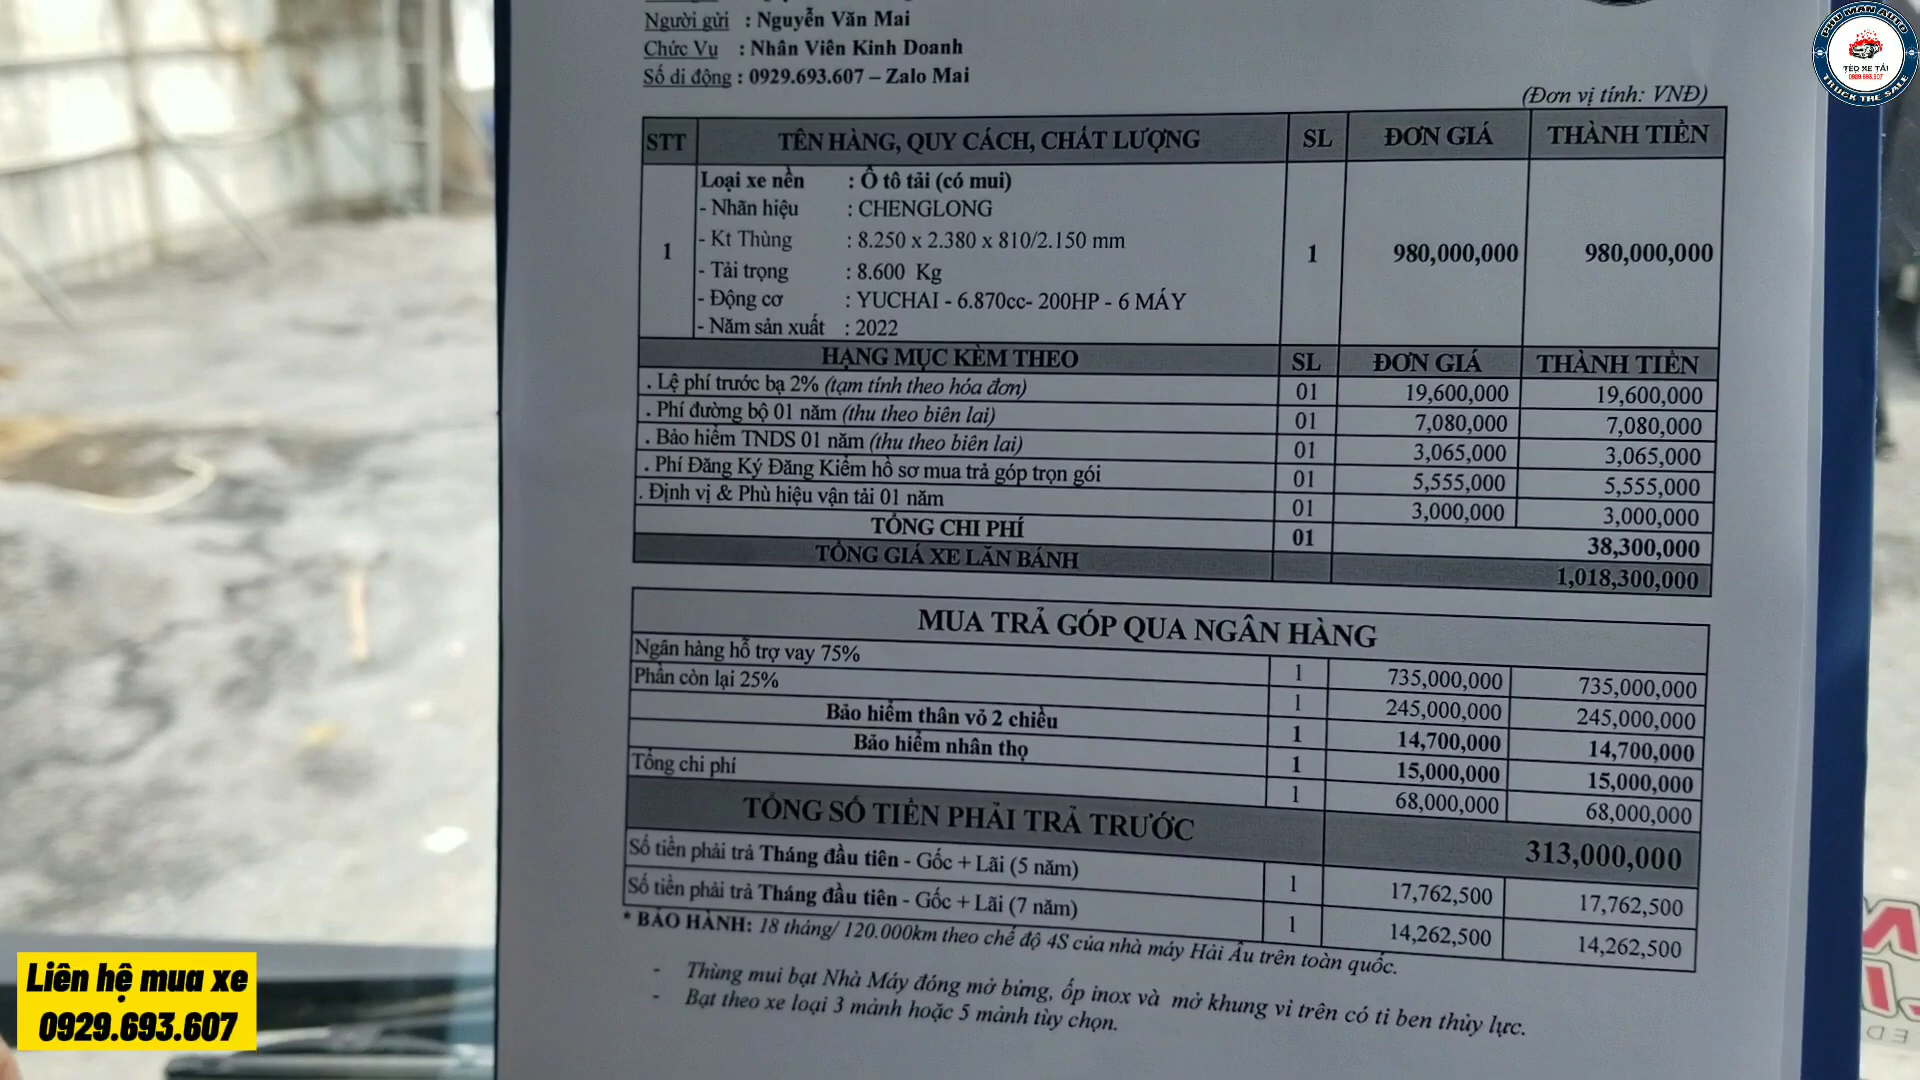 Người gửi : Nguyễn Văn Mai
Chức Vụ : Nhân Viên Kinh Doanh
Số di động : 0929.693.607 – Zalo Mai
(Đơn vị tính: VNĐ)
STT TÊN HÀNG, QUY CÁCH, CHẤT LƯỢNG SL ĐƠN GIÁ THÀNH TIỀN
Loại xe nền : Ô tô tải (có mui)
- Nhãn hiệu : CHENGLONG
- Kt Thùng : 8.250 x 2.380 x 810/2.150 mm
1 1 980,000,000 980,000,000
- Tải trọng : 8.600 Kg
- Động cơ : YUCHAI - 6.870cc- 200HP - 6 MÁY
- Năm sản xuất : 2022
HẠNG MỤC KÈM THEO SL ĐƠN GIÁ THÀNH TIỀN
. Lệ phí trước bạ 2% (tạm tính theo hóa đơn) 01 19,600,000 19,600,000
. Phí đường bộ 01 năm (thu theo biên lai) 01 7,080,000 7,080,000
. Bảo hiểm TNDS 01 năm (thu theo biên lai) 01 3,065,000 3,065,000
. Phí Đăng Ký Đăng Kiểm hồ sơ mua trả góp trọn gói 01 5,555,000 5,555,000
. Định vị & Phù hiệu vận tải 01 năm 01 3,000,000 3,000,000
TỔNG CHI PHÍ 01 38,300,000
TỔNG GIÁ XE LĂN BÁNH 1,018,300,000
MUA TRẢ GÓP QUA NGÂN HÀNG
Ngân hàng hỗ trợ vay 75% 1 735,000,000 735,000,000
Phần còn lại 25% 1 245,000,000 245,000,000
Bảo hiểm thân vỏ 2 chiều 1 14,700,000 14,700,000
Bảo hiểm nhân thọ 1 15,000,000 15,000,000
Tổng chi phí 1 68,000,000 68,000,000
TỔNG SỐ TIỀN PHẢI TRẢ TRƯỚC 313,000,000
Số tiền phải trả Tháng đầu tiên - Gốc + Lãi (5 năm) 1 17,762,500 17,762,500
Số tiền phải trả Tháng đầu tiên - Gốc + Lãi (7 năm) 1 14,262,500 14,262,500
* BẢO HÀNH: 18 tháng/ 120.000km theo chế độ 4S của nhà máy Hải Âu trên toàn quốc.
- Thùng mui bạt Nhà Máy đóng mở bửng, ốp inox và mở khung vi trên có ti ben thủy lực.
- Bạt theo xe loại 3 mảnh hoặc 5 mảnh tùy chọn.
Liên hệ mua xe
0929.693.607
PHU MAN AUTO
TẸO XE TẢI
0929.693.607
TRUCK THE SALE